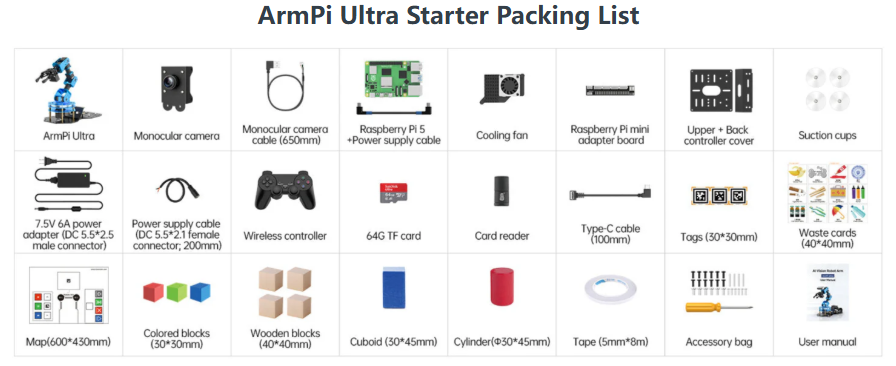 ArmPi Ultra Starter Packing List
ArmPi Ultra
Monocular camera
Monocular camera
cable (650mm)
Raspberry Pi 5
+Power supply cable
Cooling fan
Raspberry Pi mini
adapter board
Upper + Back
controller cover
Suction cups
7.5V 6A power
adapter (DC 5.5*2.5
male connector)
Power supply cable
(DC 5.5*2.1 female
connector; 200mm)
Wireless controller
64G TF card
Card reader
Type-C cable
(100mm)
Tags (30*30mm)
Waste cards
(40*40mm)
Map(600*430mm)
Colored blocks
(30*30mm)
Wooden blocks
(40*40mm)
Cuboid (30*45mm)
Cylinder(Φ30*45mm)
Tape (5mm*8m)
Accessory bag
User manual